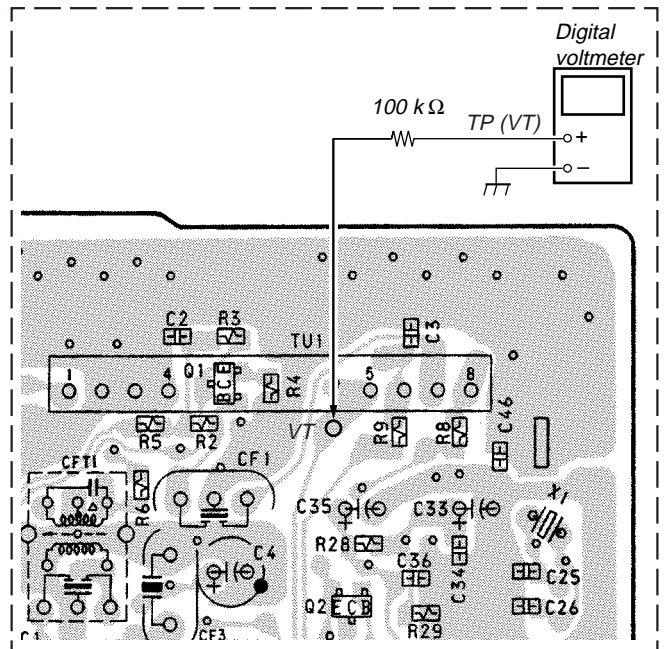 Digital
voltmeter
100 kΩ
TP (VT)
+
−
C2 R3
TU1
C3
1 4 Q1 B C E R4 5 8
R5 R2 VT R9 R8 C46
CFT1 R6 CF1
X1
C35 C33
+ +
R28
C4
+
C36 C34 C25
Q2 E C B C26
R29
CF3